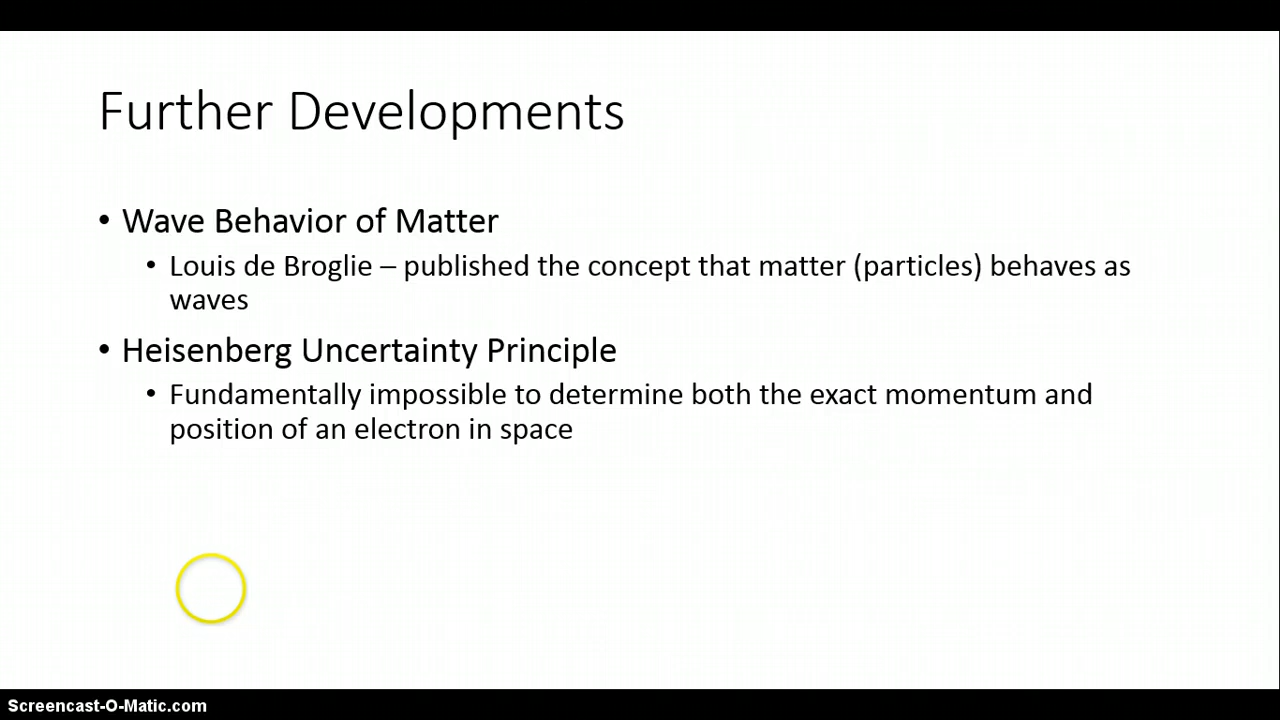 Further Developments
• Wave Behavior of Matter
• Louis de Broglie – published the concept that matter (particles) behaves as
waves
• Heisenberg Uncertainty Principle
• Fundamentally impossible to determine both the exact momentum and
position of an electron in space
Screencast-O-Matic.com